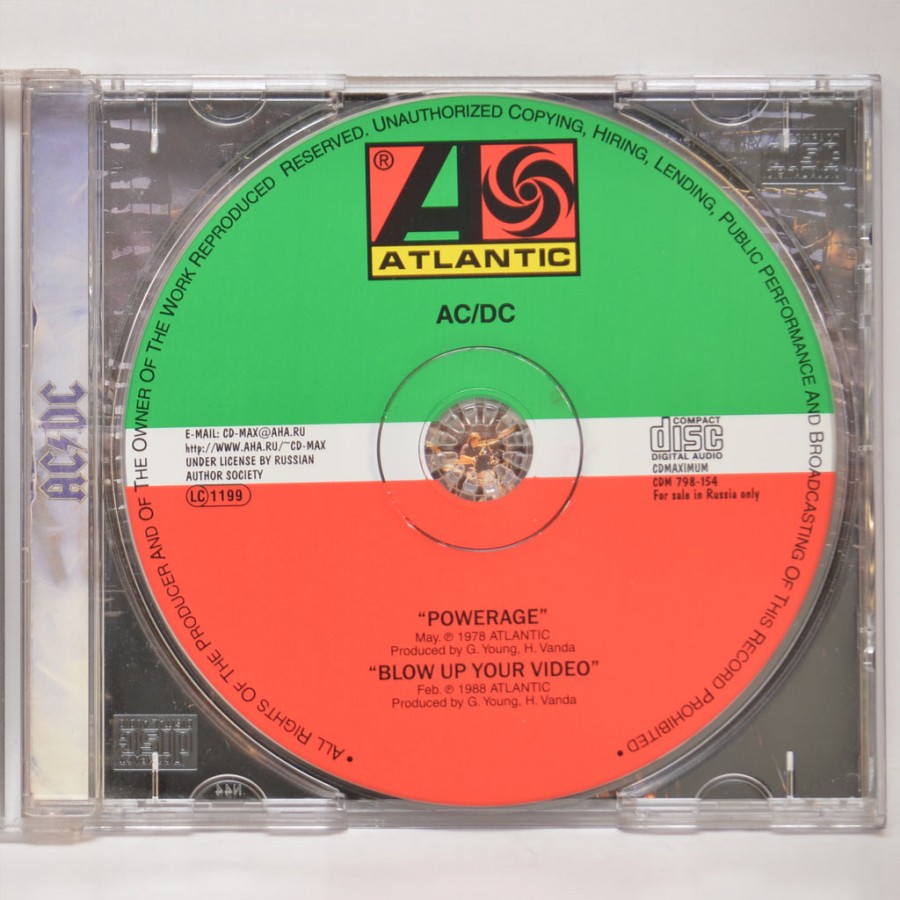 All Rights Of The Producer And Of The Owner Of The Work Reproduced Reserved. Unauthorized Copying, Hiring, Lending, Public Performance And Broadcasting Of This Record Prohibited
®
A
ATLANTIC
AC/DC
E-MAIL: CD-MAX@AHA.RU
http://WWW.AHA.RU/~CD-MAX
UNDER LICENSE BY RUSSIAN
AUTHOR SOCIETY
LC 1199
COMPACT
disc
DIGITAL AUDIO
CDMAXIMUM
CDM 798-154
For sale in Russia only
"POWERAGE"
May. ℗ 1978 ATLANTIC
Produced by G. Young, H. Vanda
"BLOW UP YOUR VIDEO"
Feb. ℗ 1988 ATLANTIC
Produced by G. Young, H. Vanda
AC/DC
N44